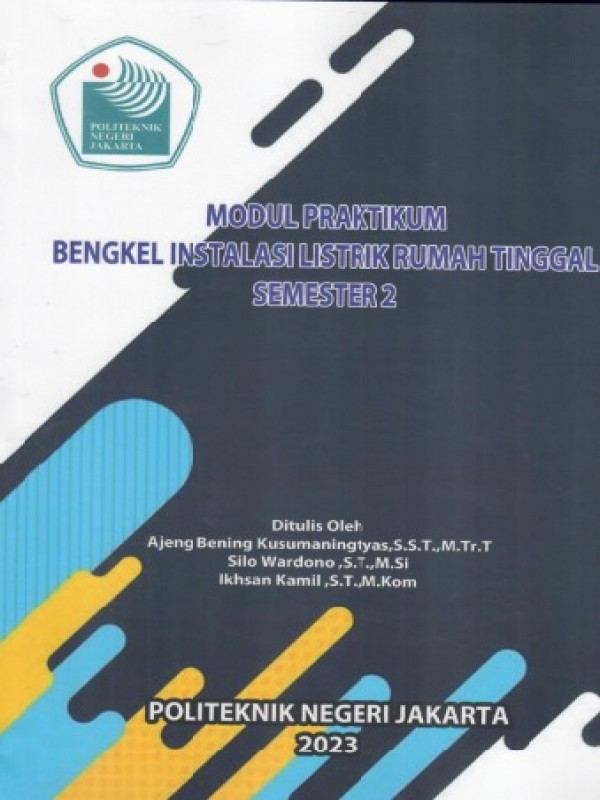 POLITEKNIK
NEGERI
JAKARTA
MODUL PRAKTIKUM
BENGKEL INSTALASI LISTRIK RUMAH TINGGAL
SEMESTER 2
Ditulis Oleh
Ajeng Bening Kusumaningtyas,S.S.T.,M.Tr.T
Silo Wardono ,S.T.,M.Si
Ikhsan Kamil ,S.T.,M.Kom
POLITEKNIK NEGERI JAKARTA
2023